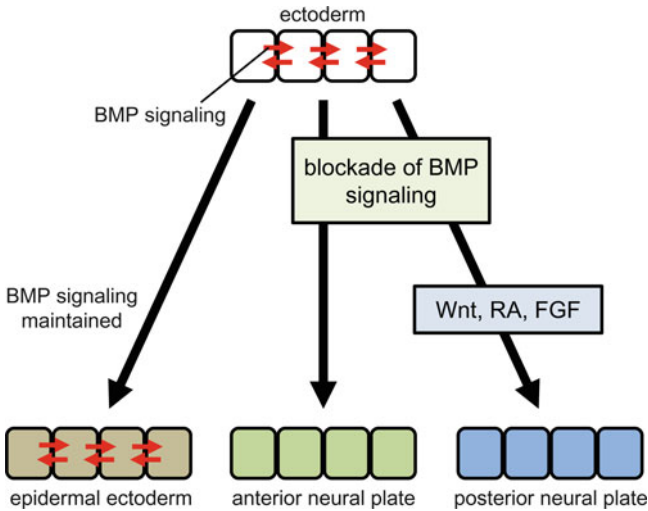 ectoderm
BMP signaling
blockade of BMP
signaling
BMP signaling
maintained
Wnt, RA, FGF
epidermal ectoderm
anterior neural plate
posterior neural plate